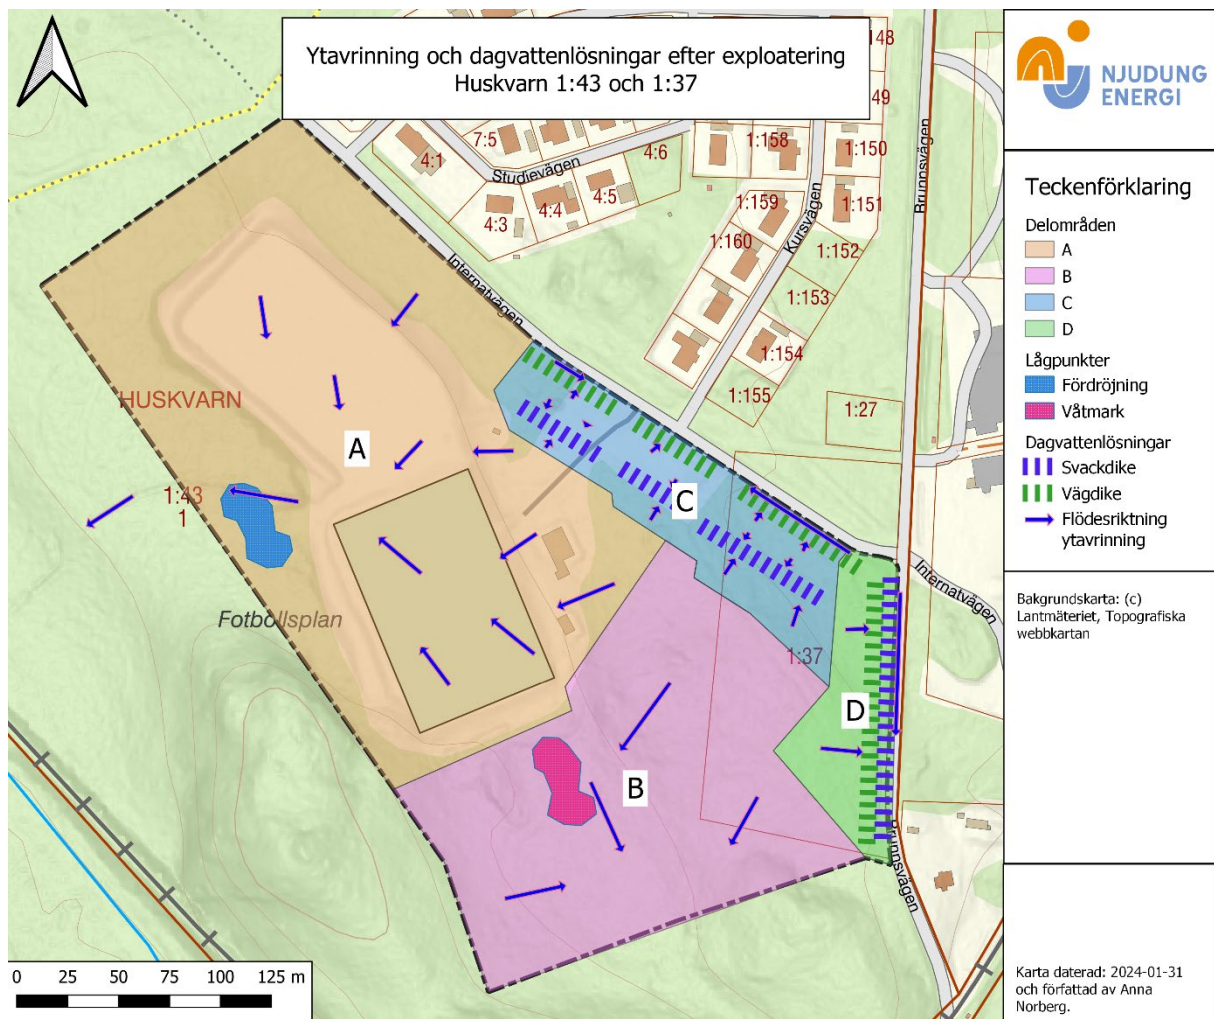 Ytavrinning och dagvattenlösningar efter exploatering
Huskvarn 1:43 och 1:37
148
49
7:5
4:1
4:6
1:158
1:150
Studievägen
4:5
4:4
4:3
1:159
1:151
Brunnsvägen
1:160
Kursvägen
1:152
Internatvägen
1:153
1:154
1:155
1:27
HUSKVARN
A
1:43
1
C
Internatvägen
Fotbollsplan
1:37
D
B
Brunnsvägen
0 25 50 75 100 125 m
NJUDUNG
ENERGI
Teckenförklaring
Delområden
A
B
C
D
Lågpunkter
Fördröjning
Våtmark
Dagvattenlösningar
Svackdike
Vägdike
Flödesriktning
ytavrinning
Bakgrundskarta: (c)
Lantmäteriet, Topografiska
webbkartan
Karta daterad: 2024-01-31
och författad av Anna
Norberg.